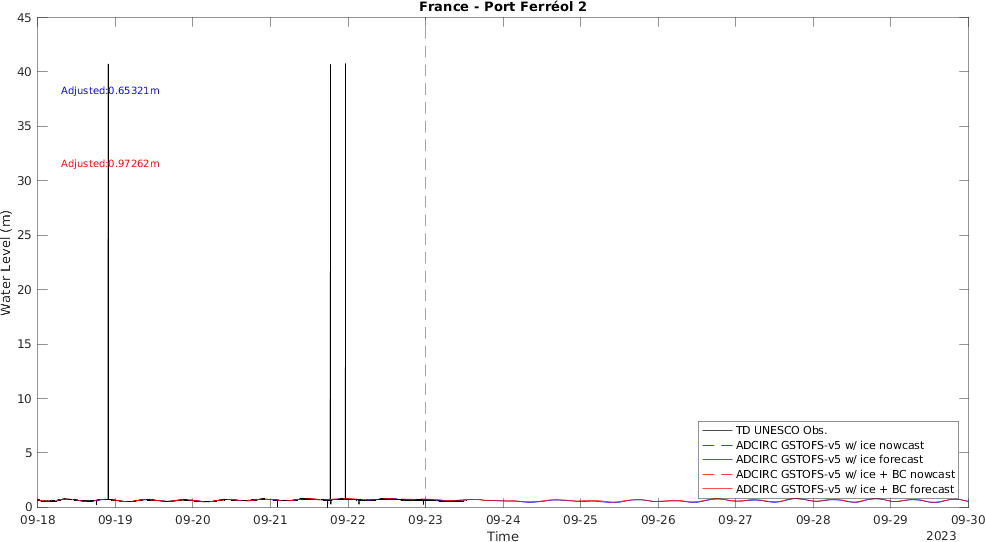 France - Port Ferréol 2
45
40
35
30
25
20
15
10
5
0
Water Level (m)
Adjusted:0.65321m
Adjusted:0.97262m
TD UNESCO Obs.
ADCIRC GSTOFS-v5 w/ ice nowcast
ADCIRC GSTOFS-v5 w/ ice forecast
ADCIRC GSTOFS-v5 w/ ice + BC nowcast
ADCIRC GSTOFS-v5 w/ ice + BC forecast
09-18 09-19 09-20 09-21 09-22 09-23 09-24 09-25 09-26 09-27 09-28 09-29 09-30
Time
2023